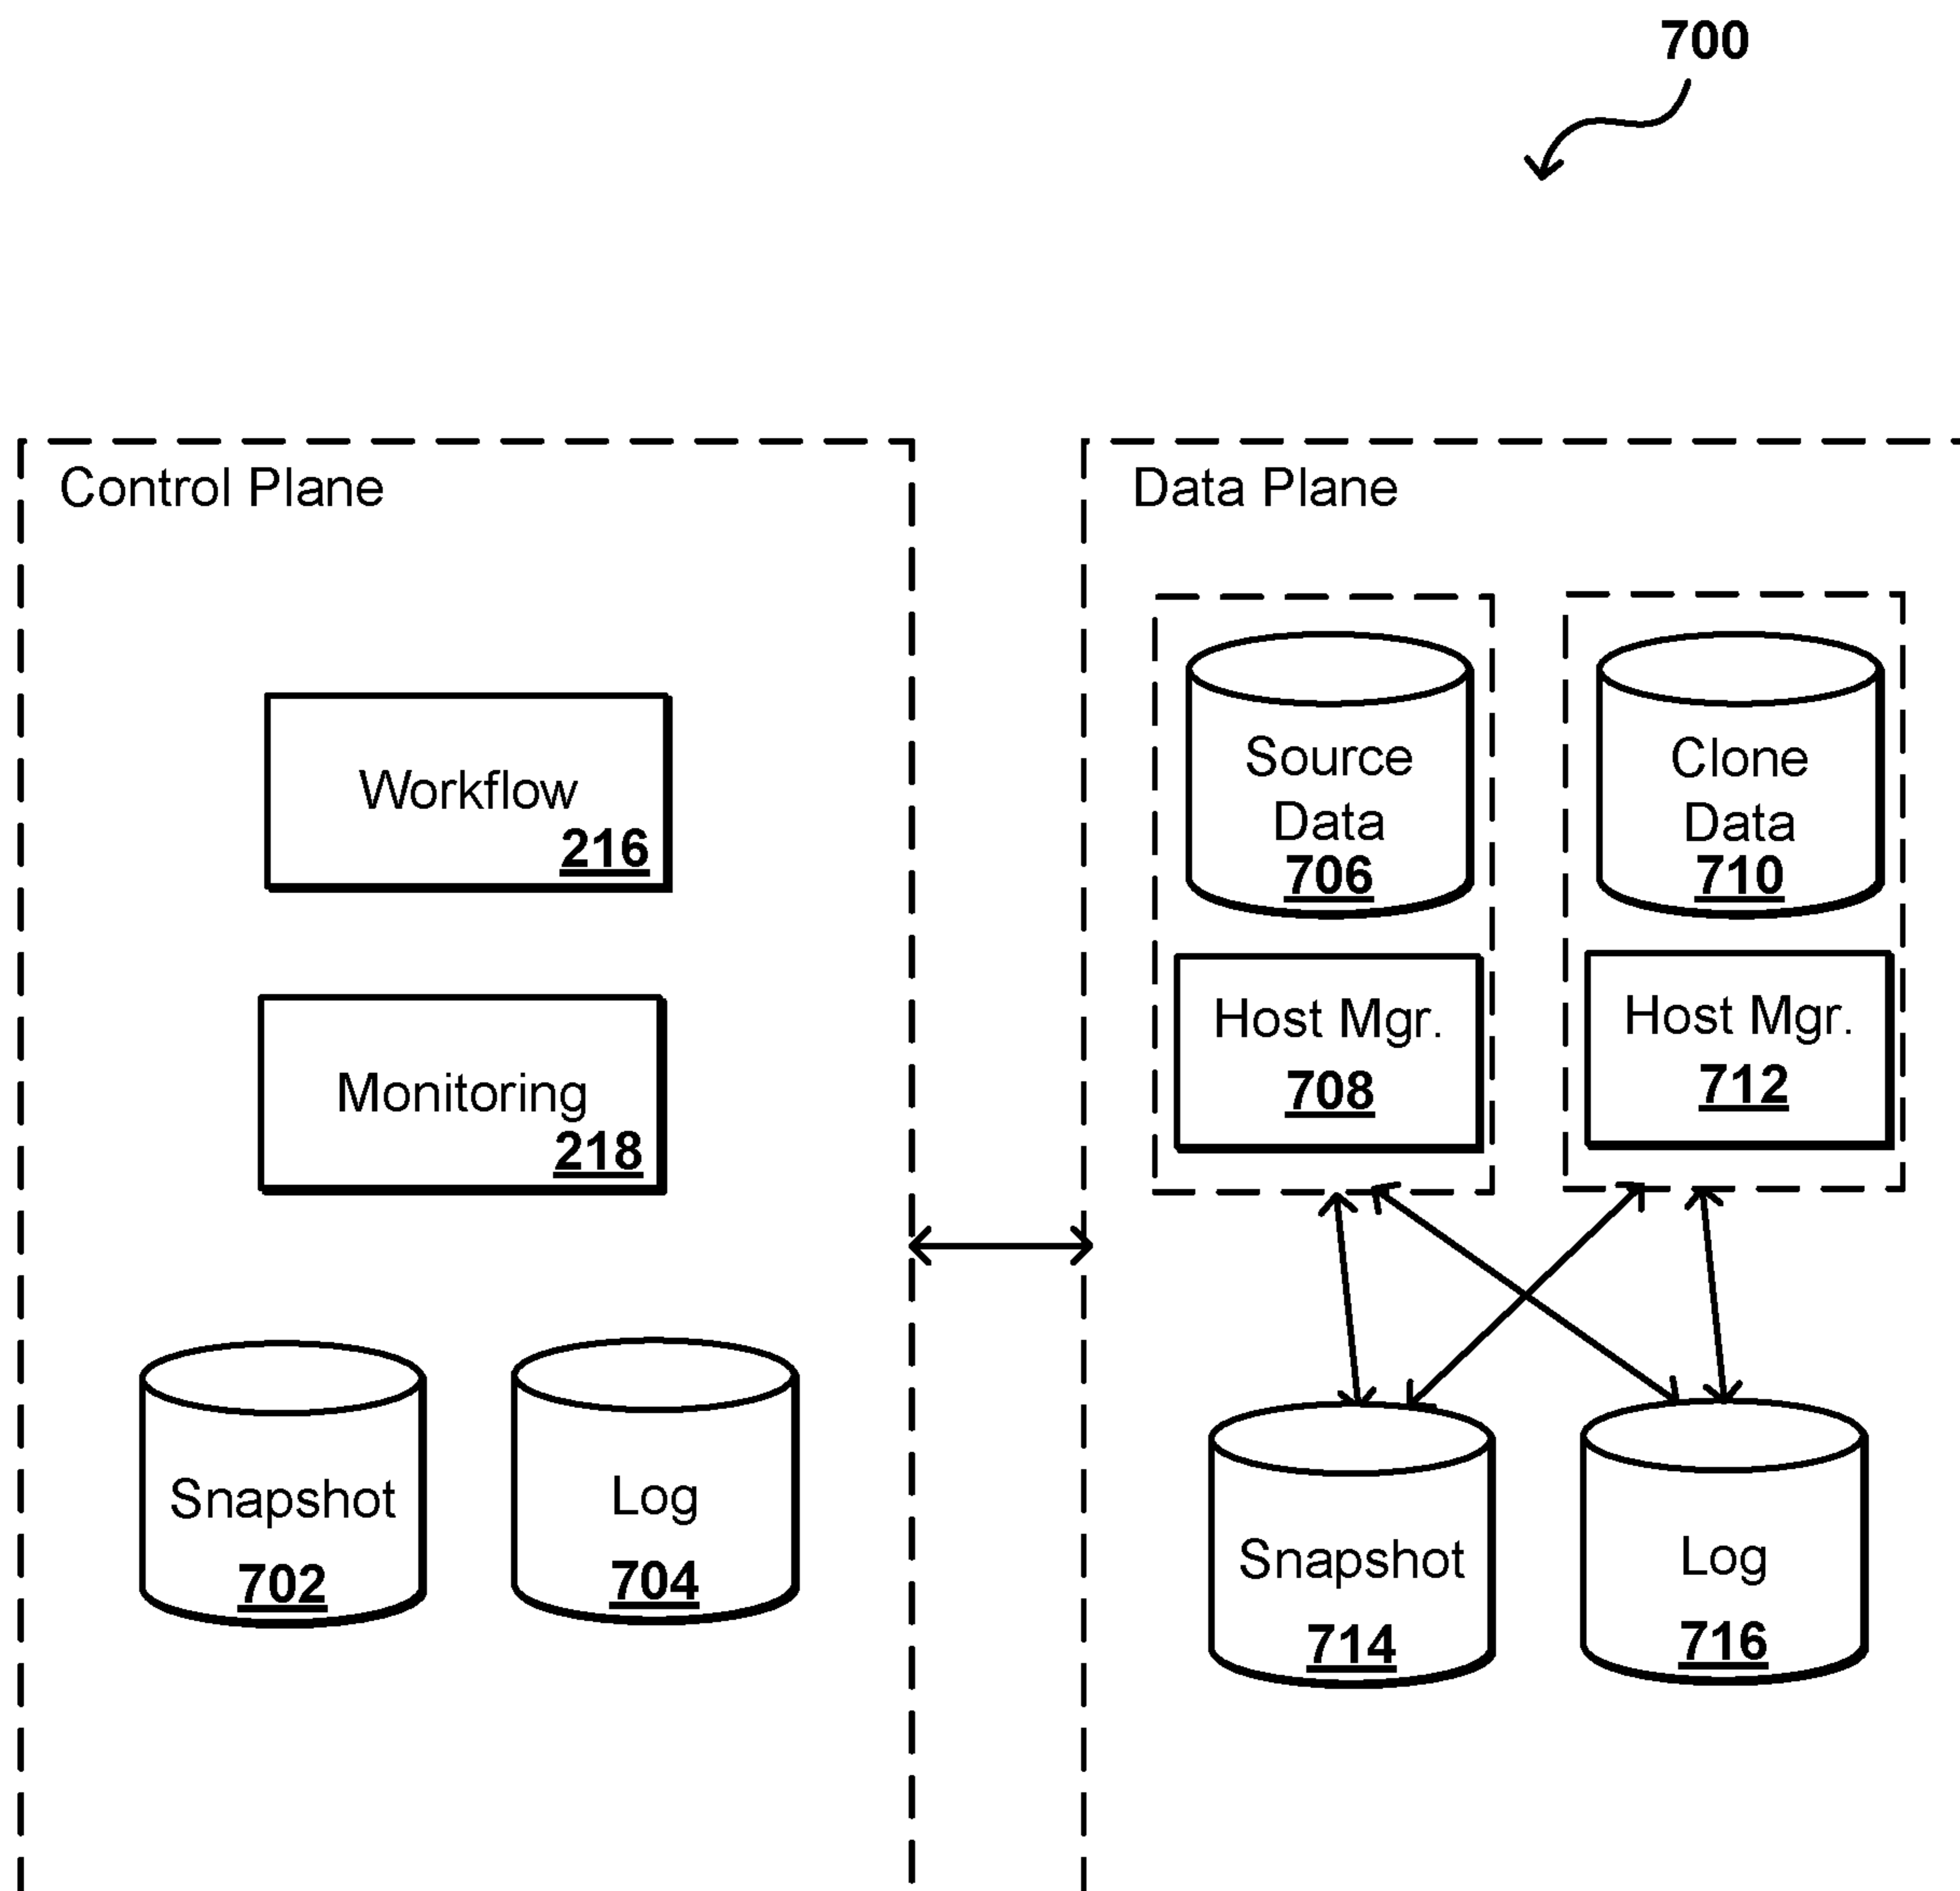 700
Control Plane
Workflow
216
Monitoring
218
Snapshot
702
Log
704
Data Plane
Source
Data
706
Host Mgr.
708
Clone
Data
710
Host Mgr.
712
Snapshot
714
Log
716